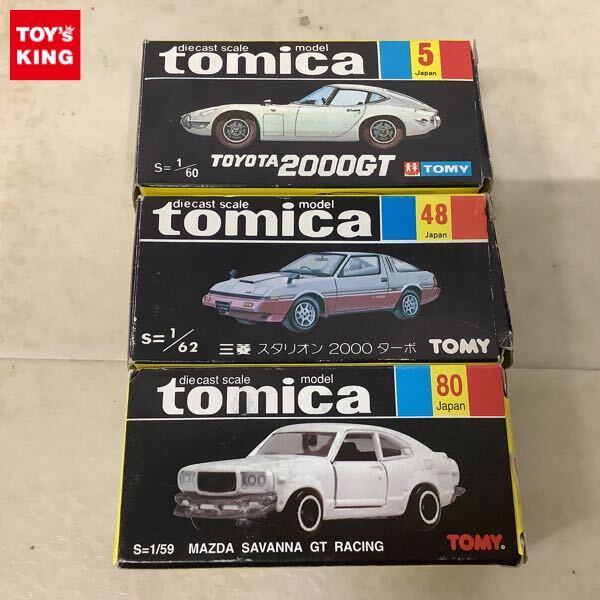 TOY's
KING
diecast scale model
tomica
5
Japan
S=1/60
TOYOTA 2000GT
TOMY
diecast scale model
tomica
48
Japan
S=1/62
三菱 スタリオン 2000 ターボ
TOMY
diecast scale model
tomica
80
Japan
S=1/59 MAZDA SAVANNA GT RACING
TOMY